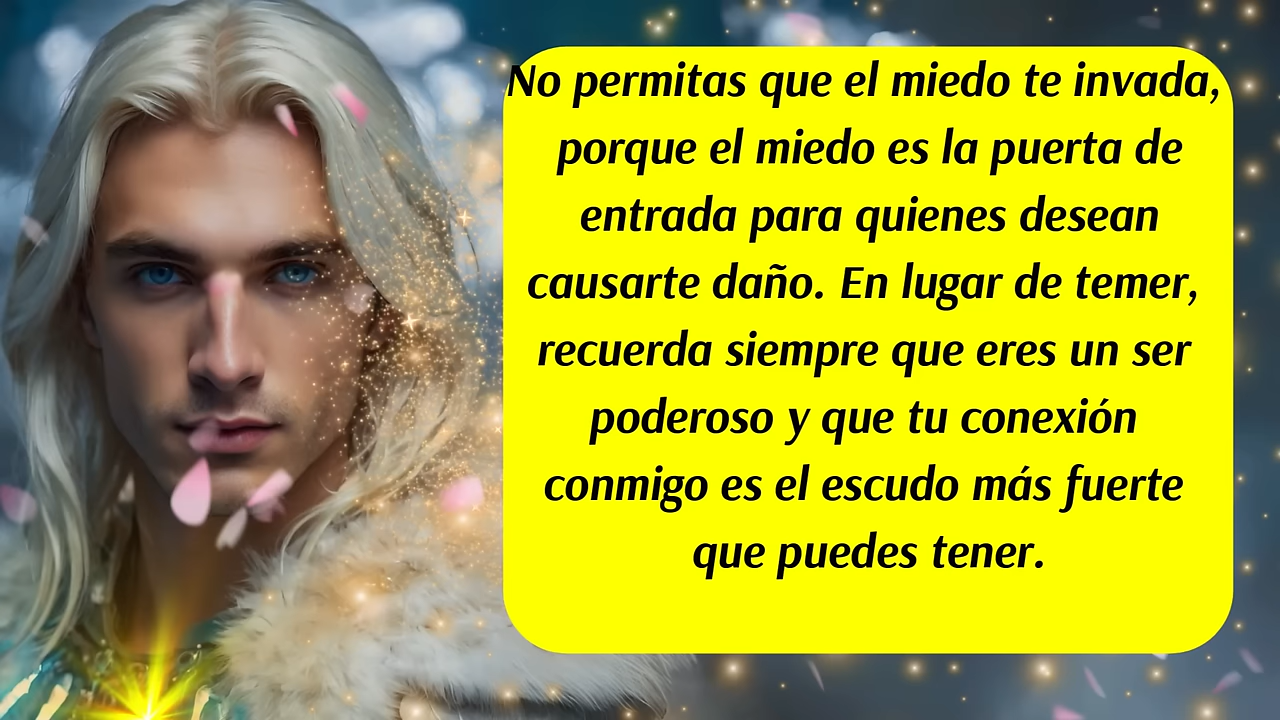 No permitas que el miedo te invada,
porque el miedo es la puerta de
entrada para quienes desean
causarte daño. En lugar de temer,
recuerda siempre que eres un ser
poderoso y que tu conexión
conmigo es el escudo más fuerte
que puedes tener.